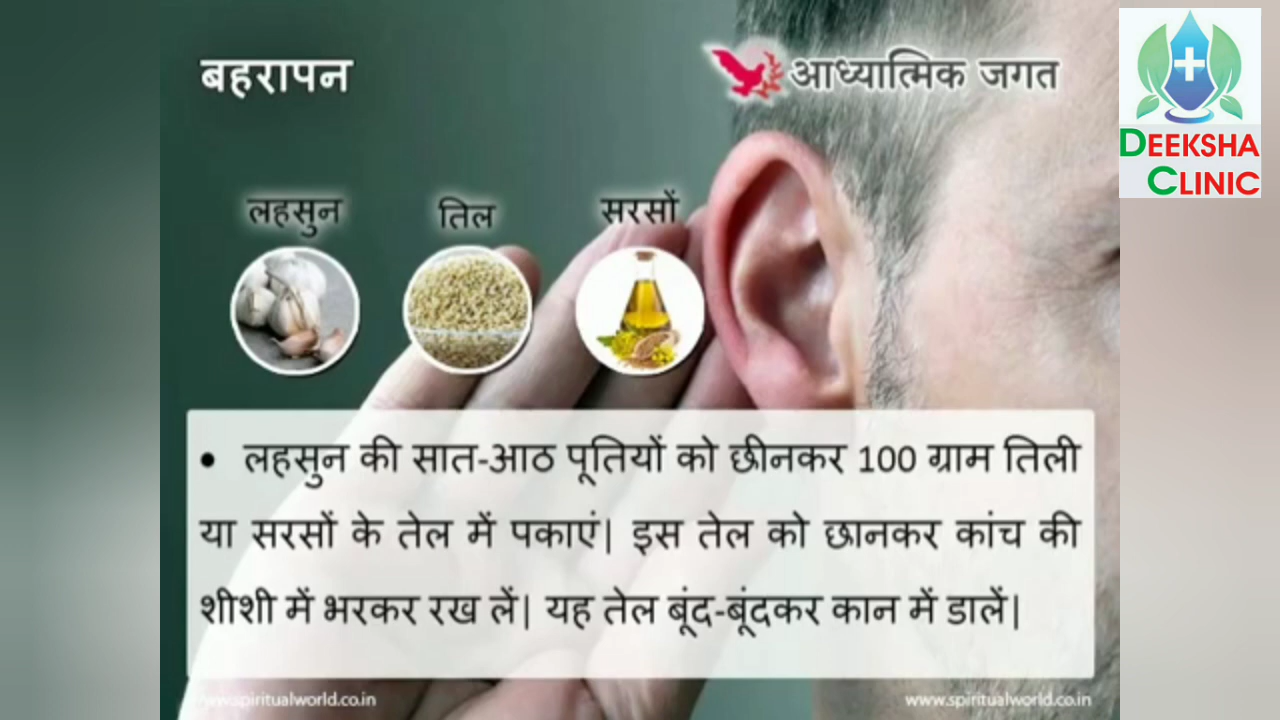 बहरापन
आध्यात्मिक जगत
DEEKSHA
CLINIC
लहसुन
तिल
सरसों
• लहसुन की सात-आठ पूतियों को छीनकर 100 ग्राम तिली
या सरसों के तेल में पकाएं| इस तेल को छानकर कांच की
शीशी में भरकर रख लें| यह तेल बूंद-बूंदकर कान में डालें|
www.spiritualworld.co.in
www.spiritualworld.co.in